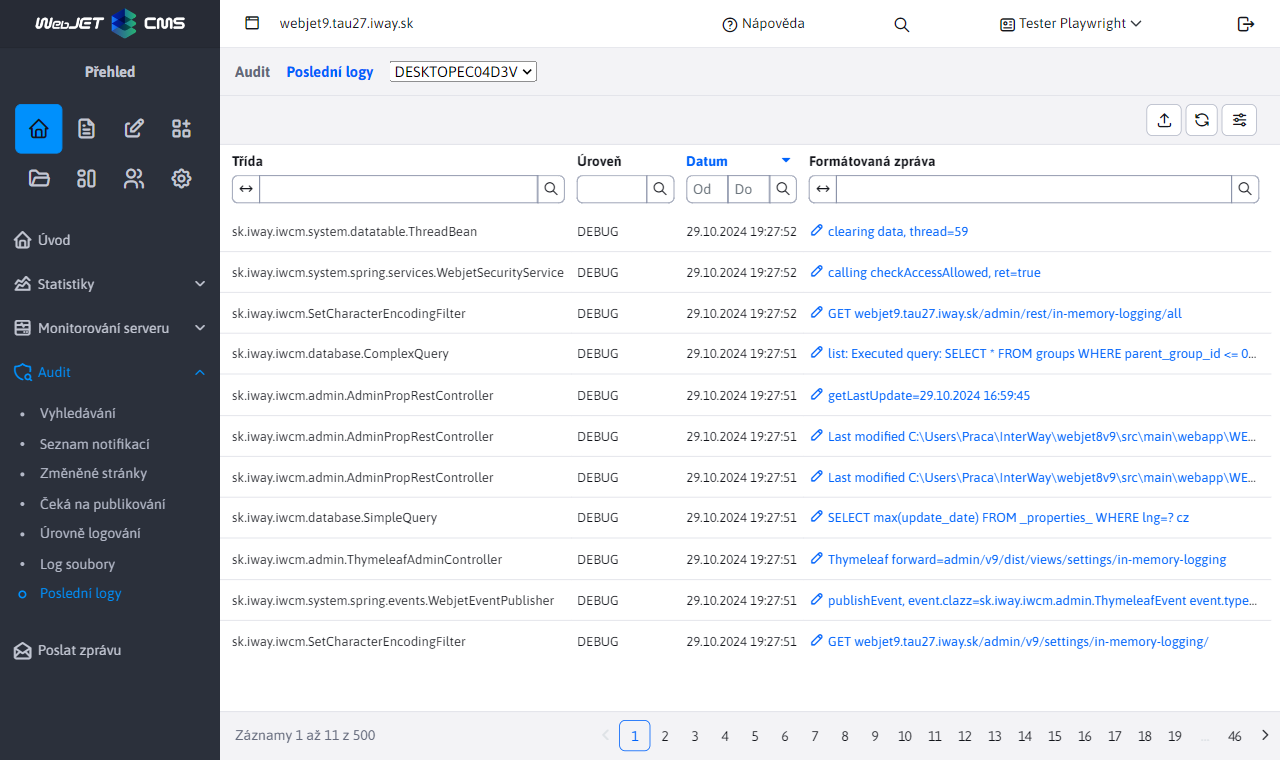 WebJET CMS
webjet9.tau27.iway.sk
Nápověda
Tester Playwright
Přehled
Úvod
Statistiky
Monitorování serveru
Audit
Vyhledávání
Seznam notifikací
Změněné stránky
Čeká na publikování
Úrovně logování
Log soubory
Poslední logy
Poslat zprávu
Audit Poslední logy DESKTOPEC04D3V
Třída Úroveň Datum Formátovaná zpráva
Od Do
sk.iway.iwcm.system.datatable.ThreadBean DEBUG 29.10.2024 19:27:52 clearing data, thread=59
sk.iway.iwcm.system.spring.services.WebjetSecurityService DEBUG 29.10.2024 19:27:52 calling checkAccessAllowed, ret=true
sk.iway.iwcm.SetCharacterEncodingFilter DEBUG 29.10.2024 19:27:52 GET webjet9.tau27.iway.sk/admin/rest/in-memory-logging/all
sk.iway.iwcm.database.ComplexQuery DEBUG 29.10.2024 19:27:51 list: Executed query: SELECT * FROM groups WHERE parent_group_id <= 0...
sk.iway.iwcm.admin.AdminPropRestController DEBUG 29.10.2024 19:27:51 getLastUpdate=29.10.2024 16:59:45
sk.iway.iwcm.admin.AdminPropRestController DEBUG 29.10.2024 19:27:51 Last modified C:\Users\Praca\InterWay\webjet8v9\src\main\webapp\WE...
sk.iway.iwcm.admin.AdminPropRestController DEBUG 29.10.2024 19:27:51 Last modified C:\Users\Praca\InterWay\webjet8v9\src\main\webapp\WE...
sk.iway.iwcm.database.SimpleQuery DEBUG 29.10.2024 19:27:51 SELECT max(update_date) FROM _properties_ WHERE lng=? cz
sk.iway.iwcm.admin.ThymeleafAdminController DEBUG 29.10.2024 19:27:51 Thymeleaf forward=admin/v9/dist/views/settings/in-memory-logging
sk.iway.iwcm.system.spring.events.WebjetEventPublisher DEBUG 29.10.2024 19:27:51 publishEvent, event.clazz=sk.iway.iwcm.admin.ThymeleafEvent event.type...
sk.iway.iwcm.SetCharacterEncodingFilter DEBUG 29.10.2024 19:27:51 GET webjet9.tau27.iway.sk/admin/v9/settings/in-memory-logging/
Záznamy 1 až 11 z 500
1 2 3 4 5 6 7 8 9 10 11 12 13 14 15 16 17 18 19 ... 46